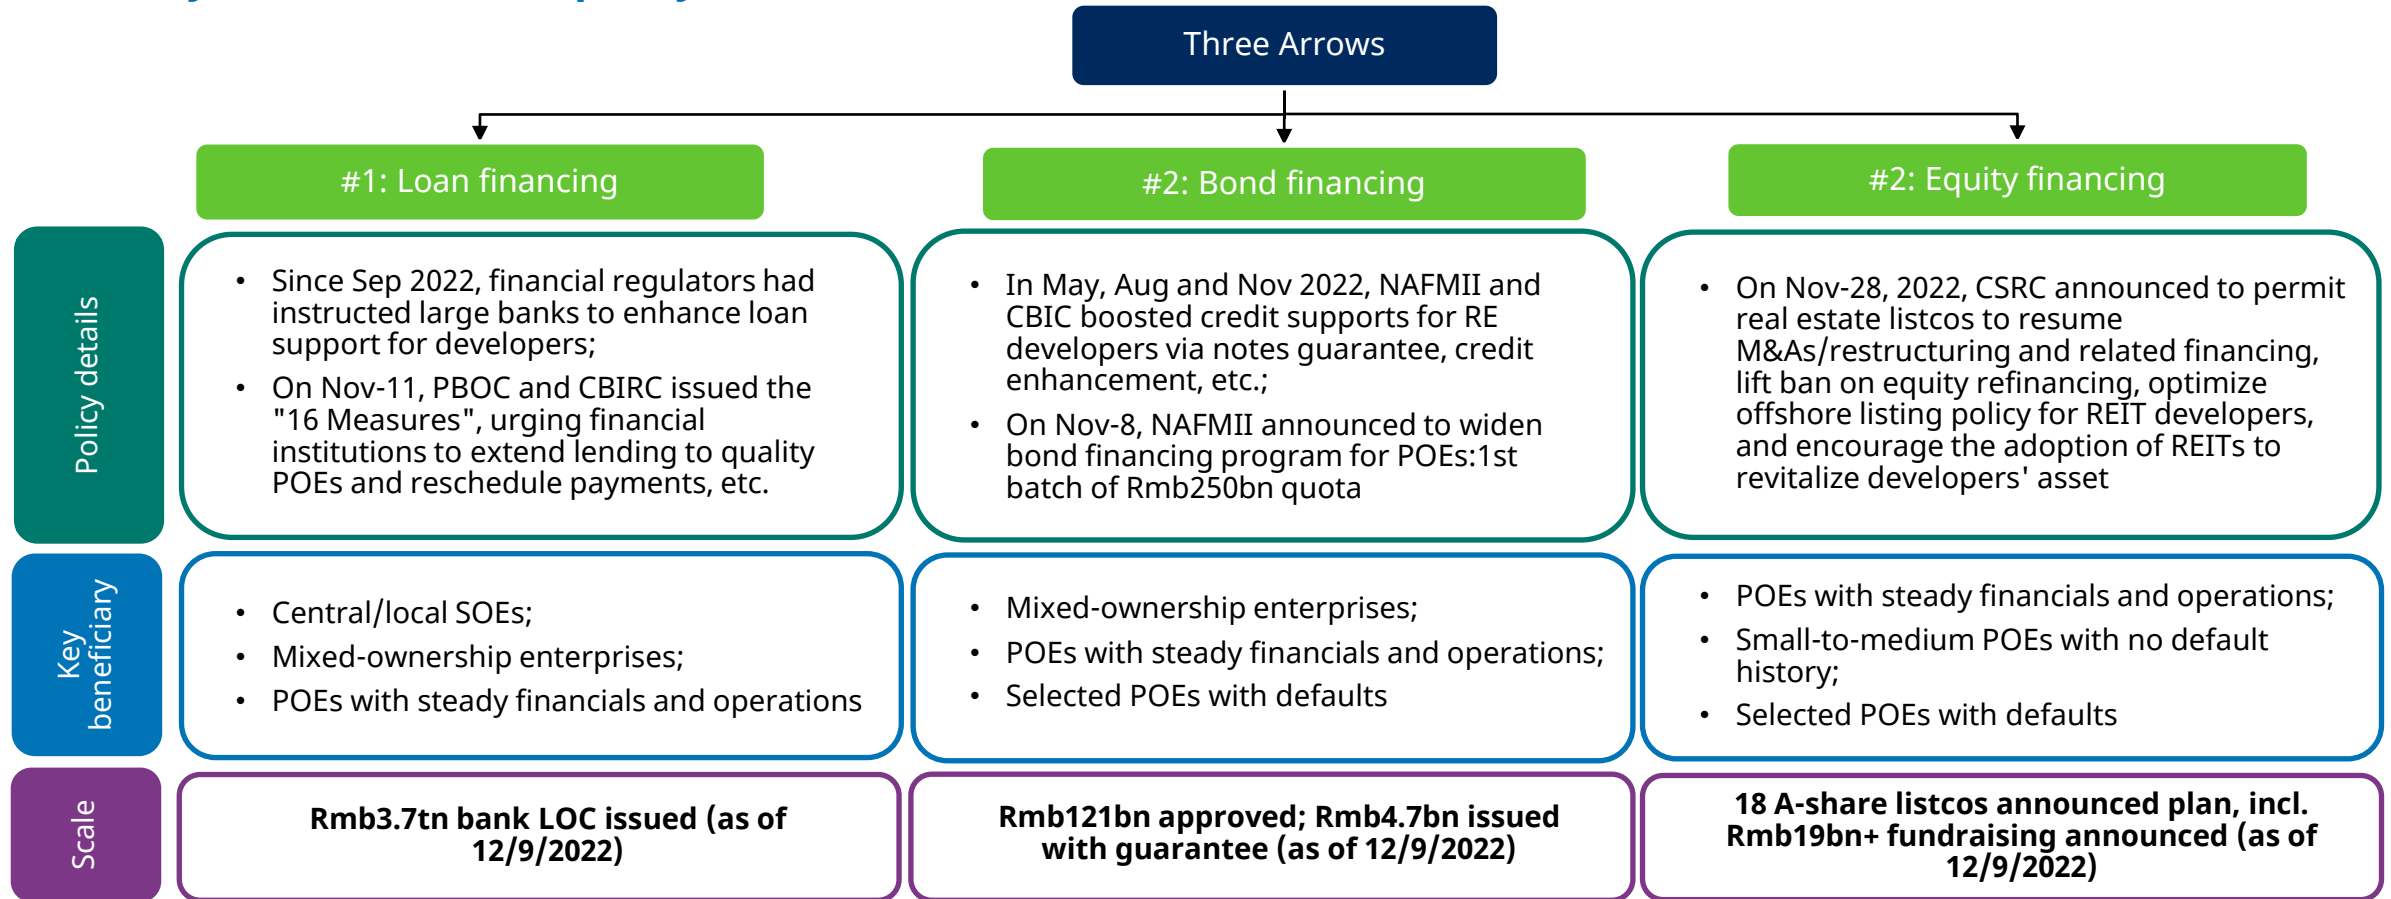 Three Arrows
#1: Loan financing
#2: Bond financing
#2: Equity financing
Policy details
• Since Sep 2022, financial regulators had
instructed large banks to enhance loan
support for developers;
• On Nov-11, PBOC and CBIRC issued the
"16 Measures", urging financial
institutions to extend lending to quality
POEs and reschedule payments, etc.
• In May, Aug and Nov 2022, NAFMII and
CBIC boosted credit supports for RE
developers via notes guarantee, credit
enhancement, etc.;
• On Nov-8, NAFMII announced to widen
bond financing program for POEs:1st
batch of Rmb250bn quota
• On Nov-28, 2022, CSRC announced to permit
real estate listcos to resume
M&As/restructuring and related financing,
lift ban on equity refinancing, optimize
offshore listing policy for REIT developers,
and encourage the adoption of REITs to
revitalize developers' asset
Key
beneficiary
• Central/local SOEs;
• Mixed-ownership enterprises;
• POEs with steady financials and operations
• Mixed-ownership enterprises;
• POEs with steady financials and operations;
• Selected POEs with defaults
• POEs with steady financials and operations;
• Small-to-medium POEs with no default
history;
• Selected POEs with defaults
Scale
Rmb3.7tn bank LOC issued (as of
12/9/2022)
Rmb121bn approved; Rmb4.7bn issued
with guarantee (as of 12/9/2022)
18 A-share listcos announced plan, incl.
Rmb19bn+ fundraising announced (as of
12/9/2022)